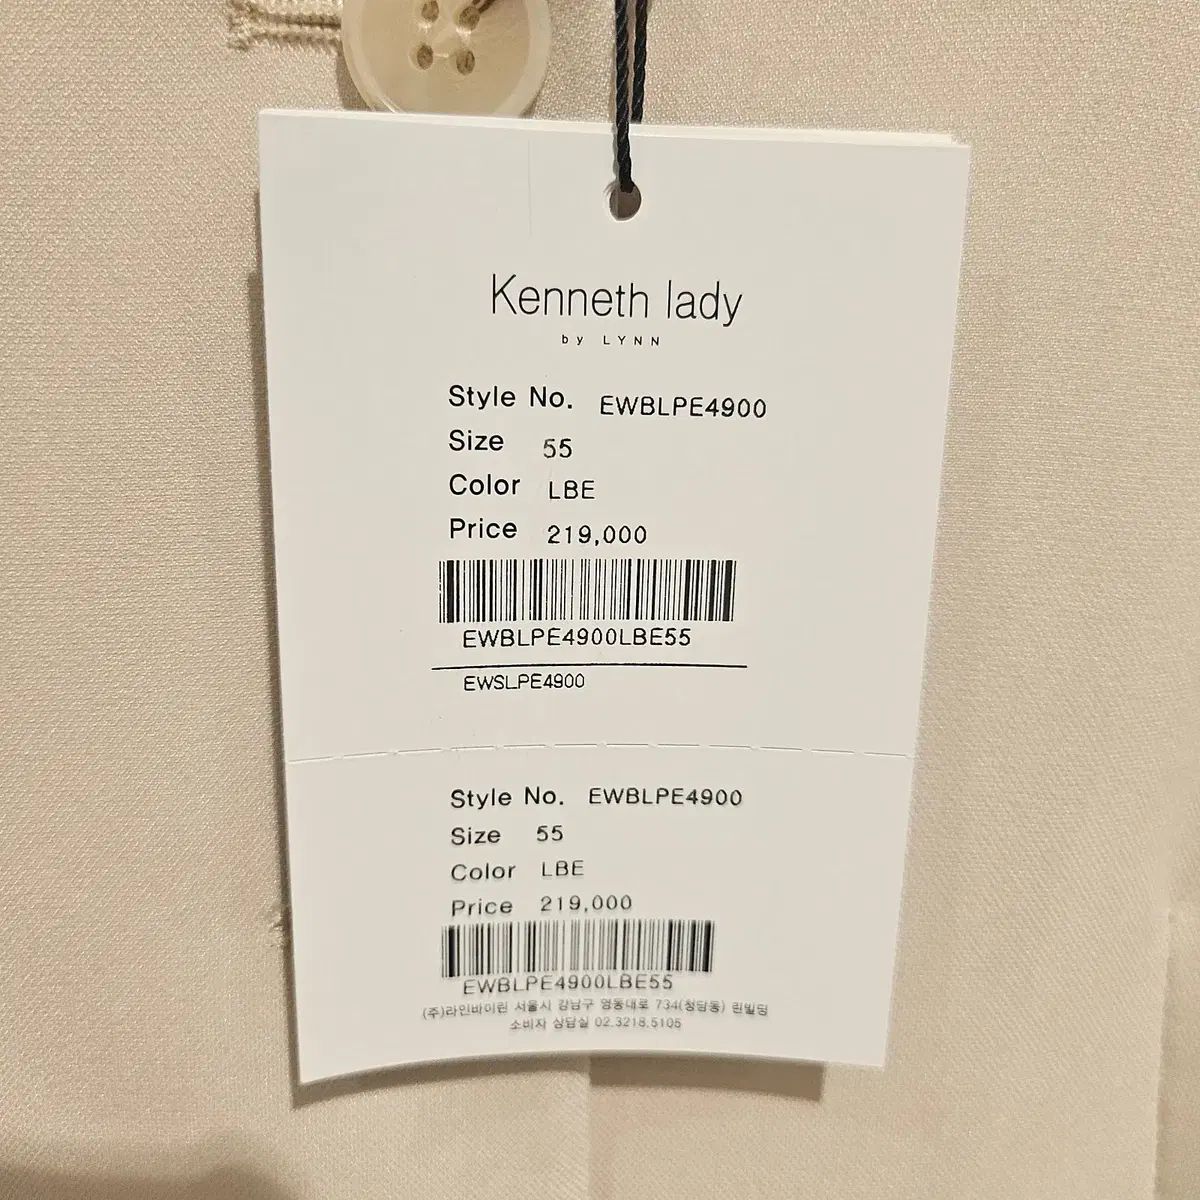 Kenneth lady
by LYNN
Style No. EWBLPE4900
Size 55
Color LBE
Price 219,000
EWBLPE4900LBE55
EWSLPE4900
Style No. EWBLPE4900
Size 55
Color LBE
Price 219,000
EWBLPE4900LBE55
(주)라인바이린 서울시 강남구 영동대로 734(청담동) 린빌딩
소비자 상담실 02.3218.5105